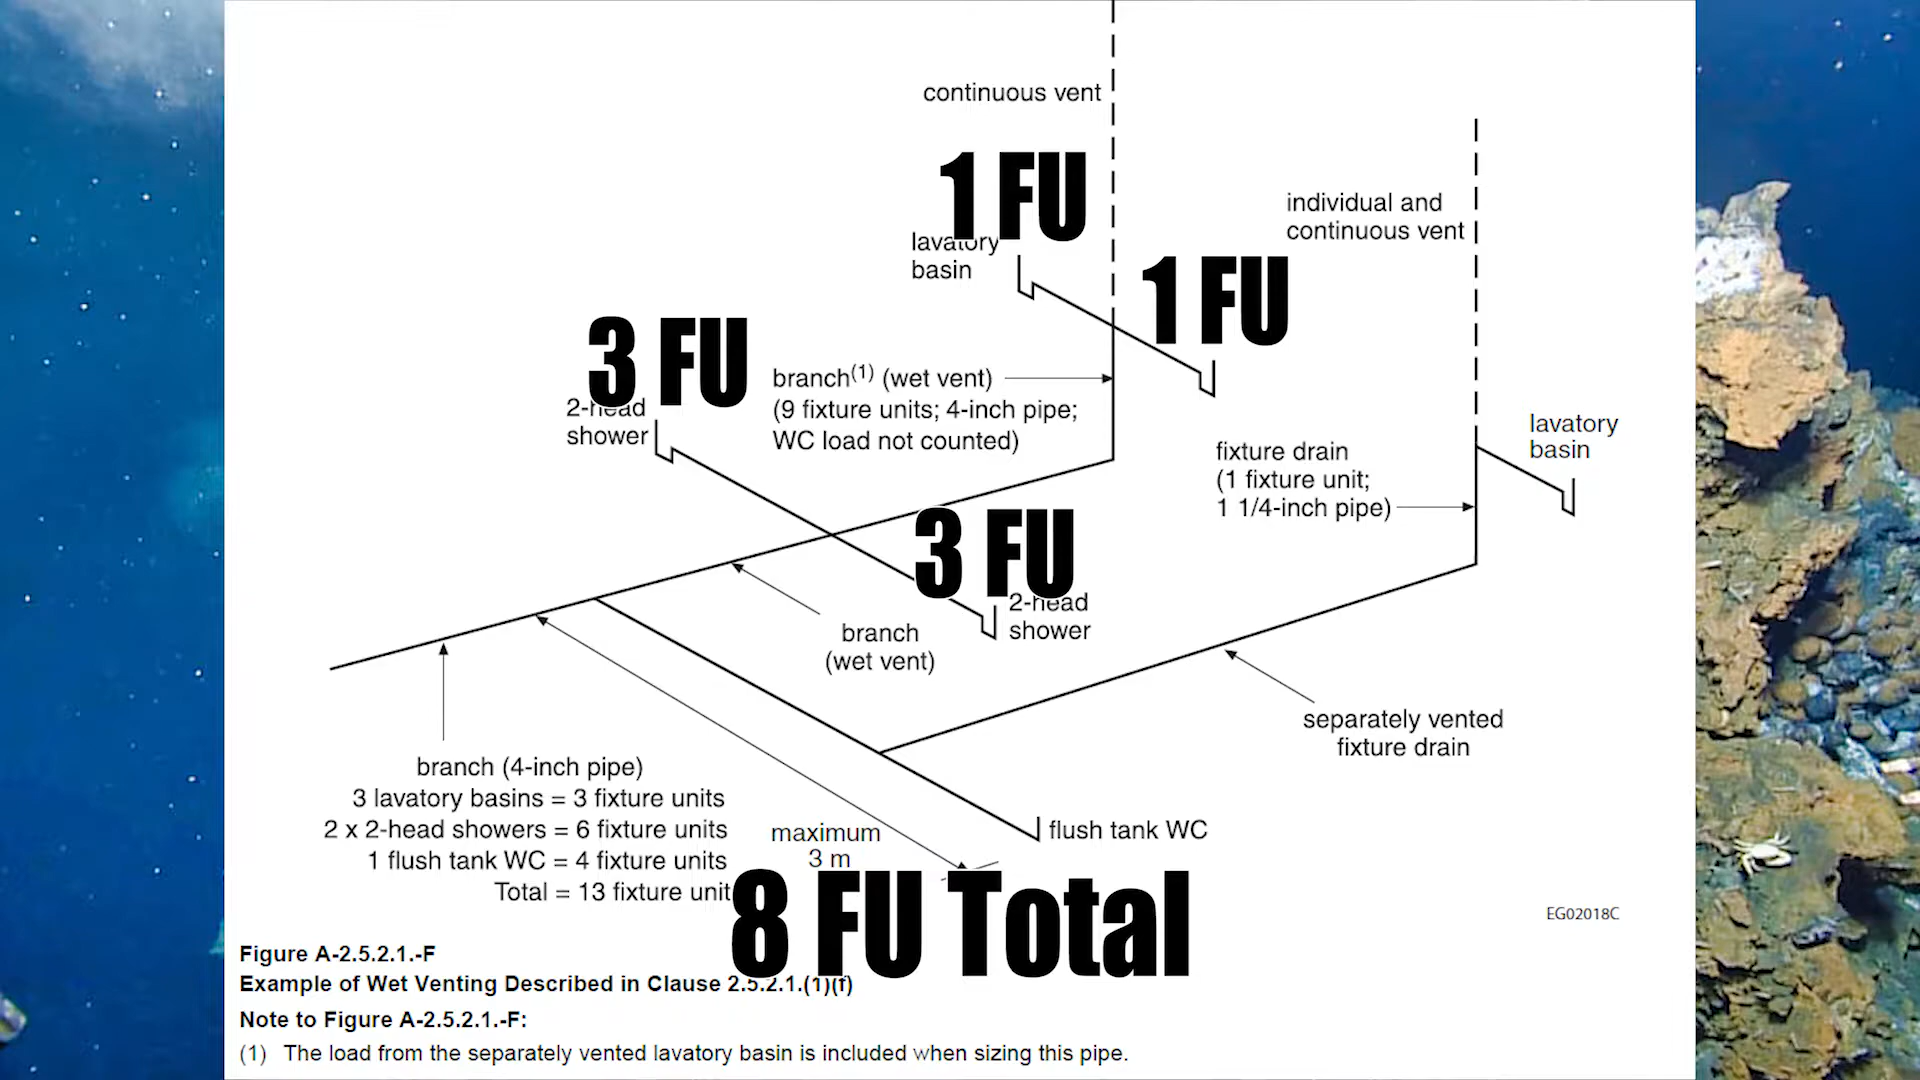 continuous vent
1 FU
individual and
continuous vent
lavatory
basin
1 FU
3 FU
branch(1) (wet vent)
(9 fixture units; 4-inch pipe;
WC load not counted)
2-head
shower
lavatory
basin
fixture drain
(1 fixture unit;
1 1/4-inch pipe)
3 FU
2-head
shower
branch
(wet vent)
separately vented
fixture drain
branch (4-inch pipe)
3 lavatory basins = 3 fixture units
2 x 2-head showers = 6 fixture units
1 flush tank WC = 4 fixture units
Total = 13 fixture unit
maximum
3 m
flush tank WC
8 FU Total
EG02018C
Figure A-2.5.2.1.-F
Example of Wet Venting Described in Clause 2.5.2.1.(1)(f)
Note to Figure A-2.5.2.1.-F:
(1) The load from the separately vented lavatory basin is included when sizing this pipe.